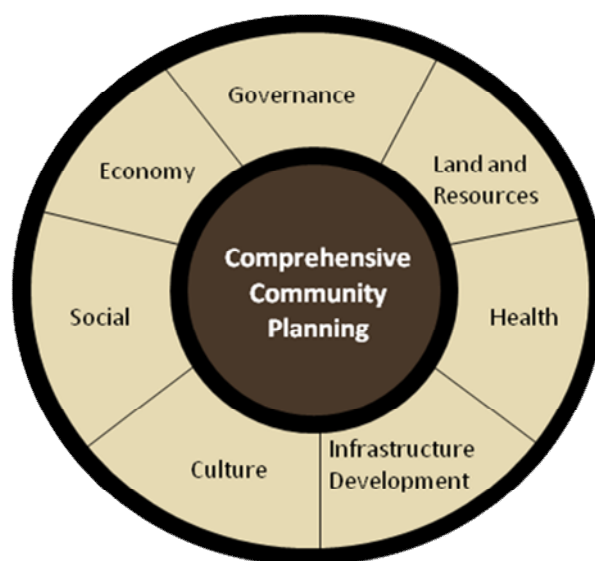 Governance
Economy
Land and
Resources
Comprehensive
Community
Planning
Social
Health
Culture
Infrastructure
Development